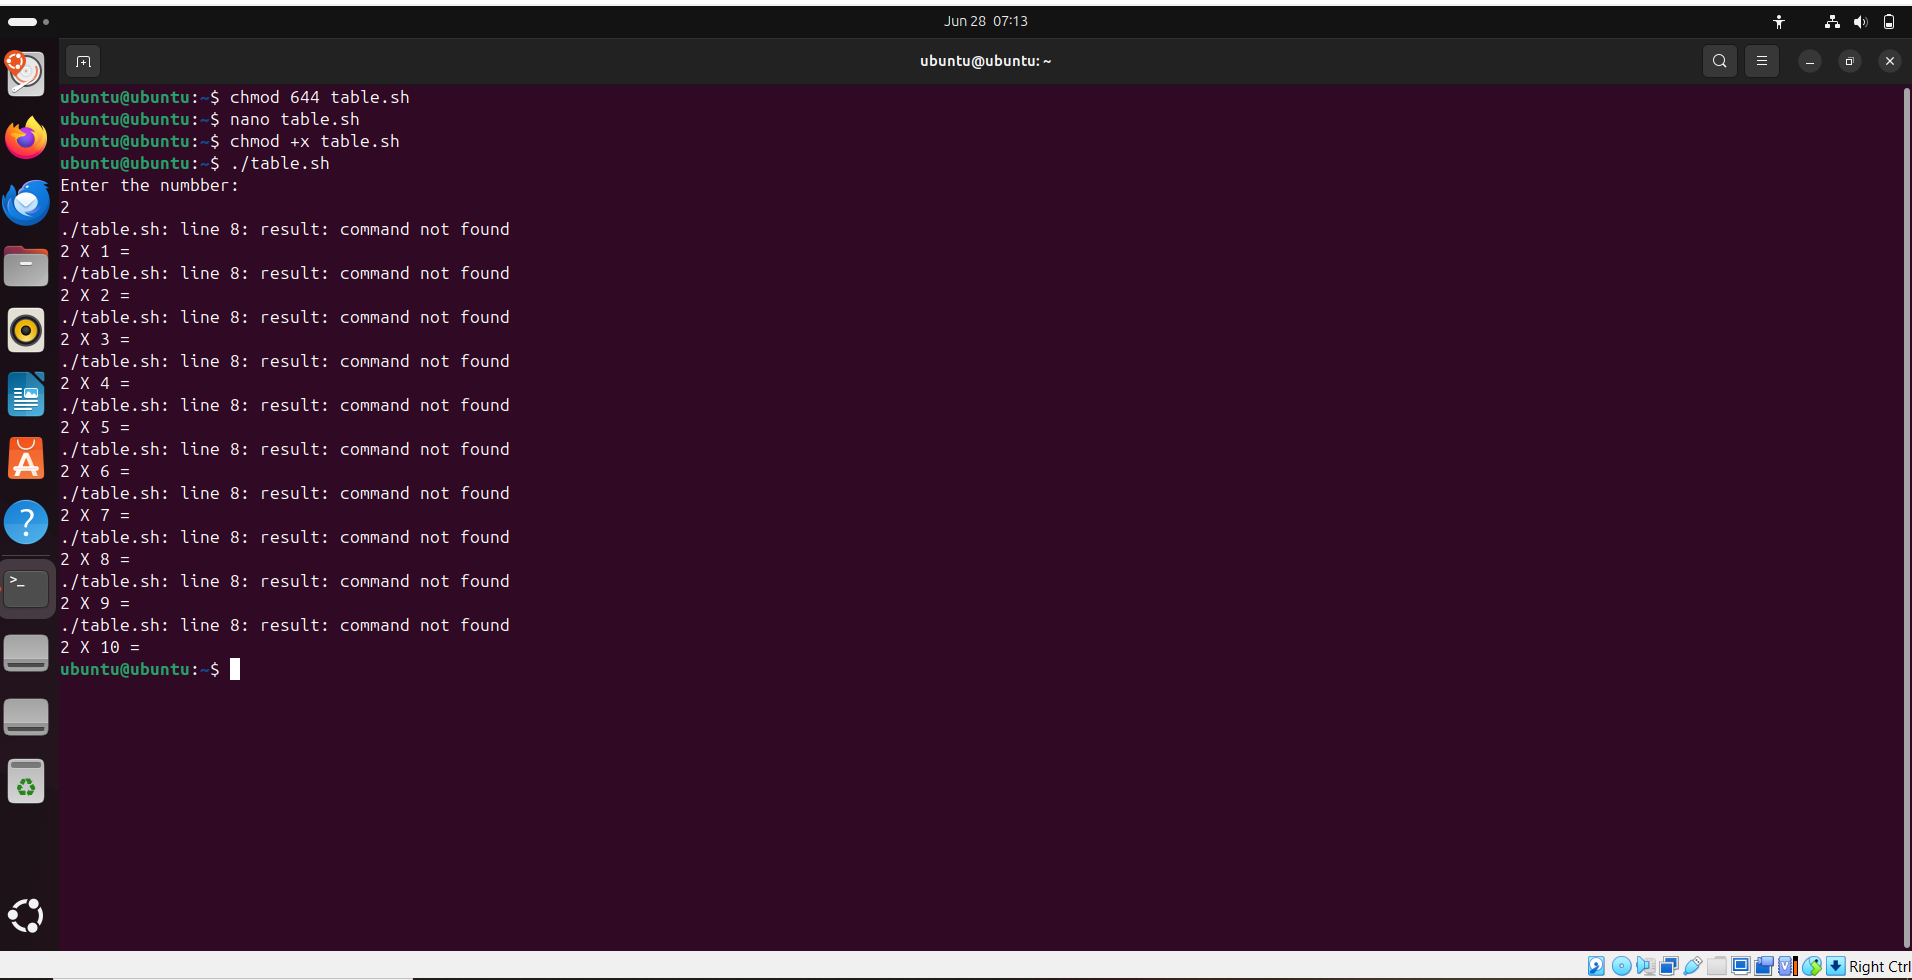 Jun 28 07:13
ubuntu@ubuntu: ~
ubuntu@ubuntu:~$ chmod 644 table.sh
ubuntu@ubuntu:~$ nano table.sh
ubuntu@ubuntu:~$ chmod +x table.sh
ubuntu@ubuntu:~$ ./table.sh
Enter the numbber:
2
./table.sh: line 8: result: command not found
2 X 1 =
./table.sh: line 8: result: command not found
2 X 2 =
./table.sh: line 8: result: command not found
2 X 3 =
./table.sh: line 8: result: command not found
2 X 4 =
./table.sh: line 8: result: command not found
2 X 5 =
./table.sh: line 8: result: command not found
2 X 6 =
./table.sh: line 8: result: command not found
2 X 7 =
./table.sh: line 8: result: command not found
2 X 8 =
./table.sh: line 8: result: command not found
2 X 9 =
./table.sh: line 8: result: command not found
2 X 10 =
ubuntu@ubuntu:~$
Right Ctrl